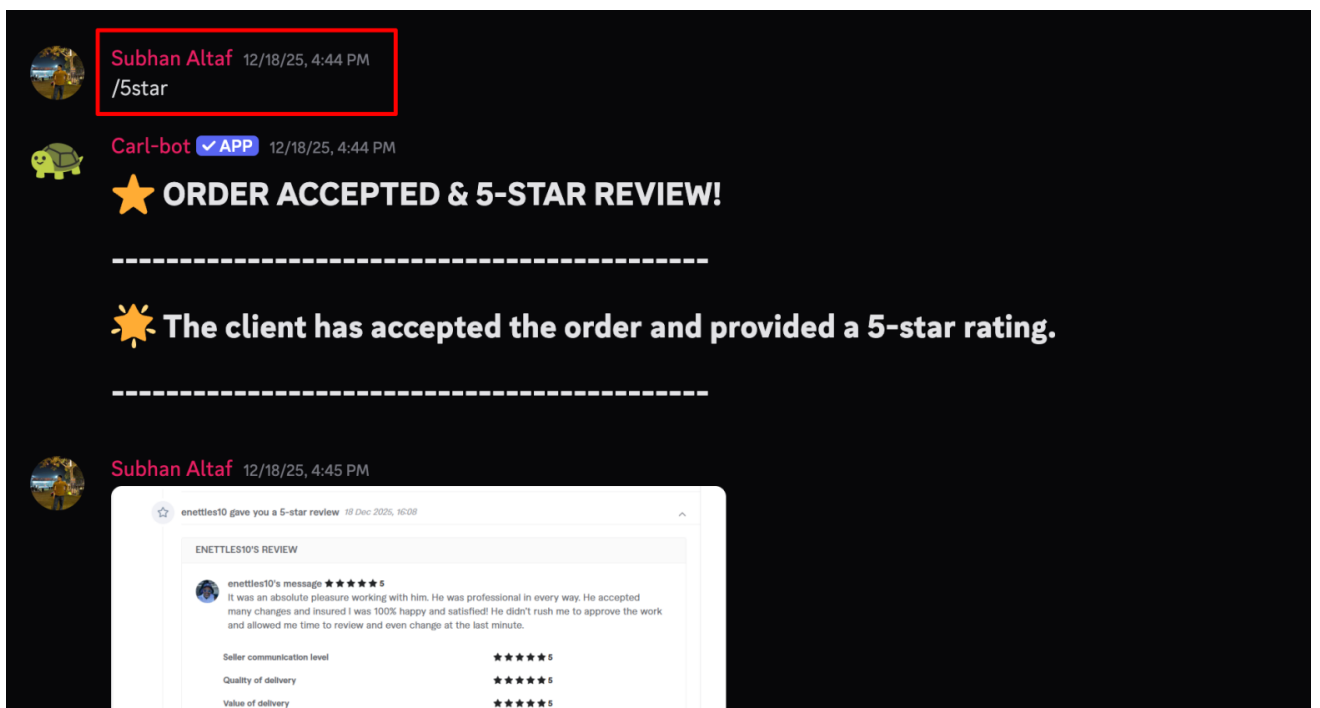 Subhan Altaf 12/18/25, 4:44 PM
/5star
Carl-bot ✓ APP 12/18/25, 4:44 PM
⭐ ORDER ACCEPTED & 5-STAR REVIEW!
--------------------------------------------
🌟 The client has accepted the order and provided a 5-star rating.
--------------------------------------------
Subhan Altaf 12/18/25, 4:45 PM
enettles10 gave you a 5-star review 18 Dec 2025, 16:08
ENETTLES10'S REVIEW
enettles10's message ★★★★★ 5
It was an absolute pleasure working with him. He was professional in every way. He accepted
many changes and insured I was 100% happy and satisfied! He didn't rush me to approve the work
and allowed me time to review and even change at the last minute.
Seller communication level ★★★★★ 5
Quality of delivery ★★★★★ 5
Value of delivery ★★★★★ 5